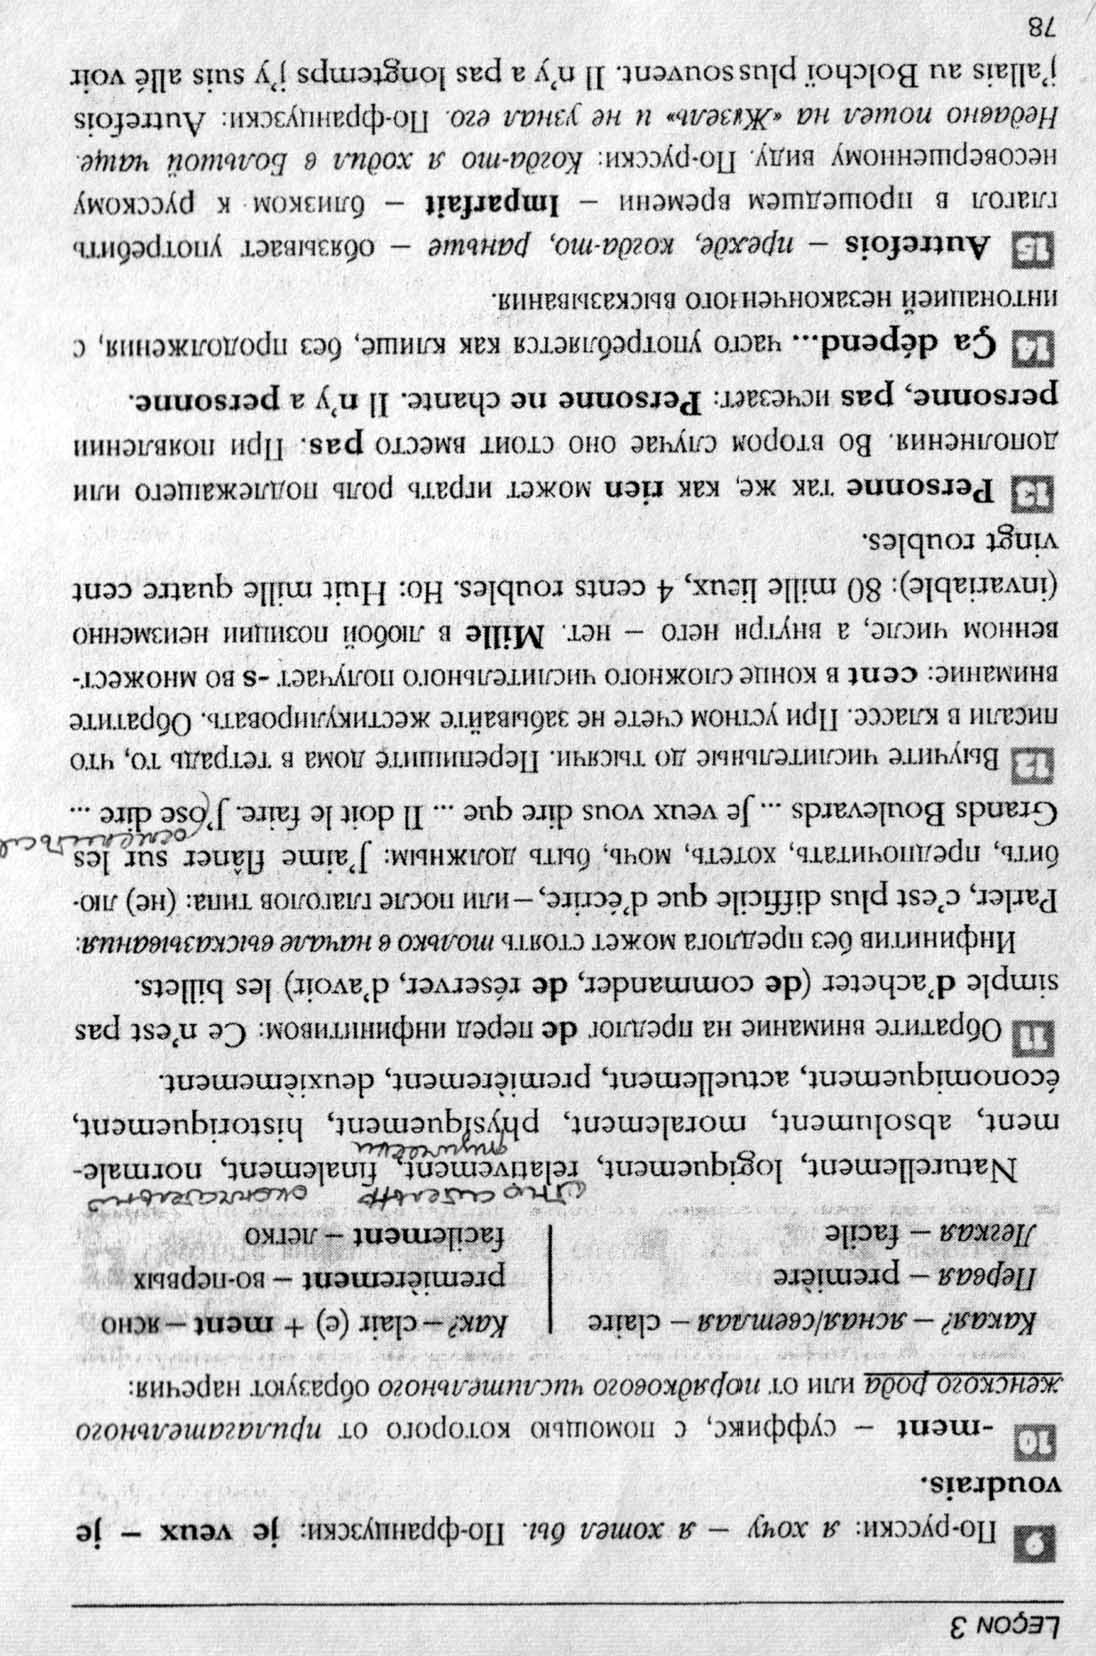 LEÇON 3
9 По-русски: я хочу – я хотел бы. По-французски: je veux – je
voudrais.
10 -ment – суффикс, с помощью которого от прилагательного
женского рода или от порядкового числительного образуют наречия:
Какая? – ясная/светлая – claire | Как? – clair (e) + ment – ясно
Первая – première | premièrement – во-первых
Легкая – facile | facilement – легко
относительно окончательно
Naturellement, logiquement, relativement, finalement, normale-
физически
ment, absolument, moralement, physiquement, historiquement,
économiquement, actuellement, premièrement, deuxièmement.
11 Обратите внимание на предлог de перед инфинитивом: Ce n'est pas
simple d'acheter (de commander, de réserver, d'avoir) les billets.
Инфинитив без предлога может стоять только в начале высказывания:
Parler, c'est plus difficile que d'écrire, – или после глаголов типа: (не) лю-
бить, предпочитать, хотеть, мочь, быть должным: J'aime flâner sur les
Grands Boulevards ... Je veux vous dire que ... Il doit le faire. J'ose dire ...
12 Выучите числительные до тысячи. Перепишите дома в тетрадь то, что
писали в классе. При устном счете не забывайте жестикулировать. Обратите
внимание: cent в конце сложного числительного получает -s во множест-
венном числе, а внутри него – нет. Mille в любой позиции неизменно
(invariable): 80 mille lieux, 4 cents roubles. Но: Huit mille quatre cent
vingt roubles.
13 Personne так же, как rien может играть роль подлежащего или
дополнения. Во втором случае оно стоит вместо pas. При появлении
personne, pas исчезает: Personne ne chante. Il n'y a personne.
14 Ça dépend... часто употребляется как клише, без продолжения, с
интонацией незаконченного высказывания.
15 Autrefois – прежде, когда-то, раньше – обязывает употребить
глагол в прошедшем времени – Imparfait – близком к русскому
несовершенному виду. По-русски: Когда-то я ходил в Большой чаще.
Недавно пошел на «Жизель» и не узнал его. По-французски: Autrefois
j'allais au Bolchoï plus souvent. Il n'y a pas longtemps j'y suis allé voir
78